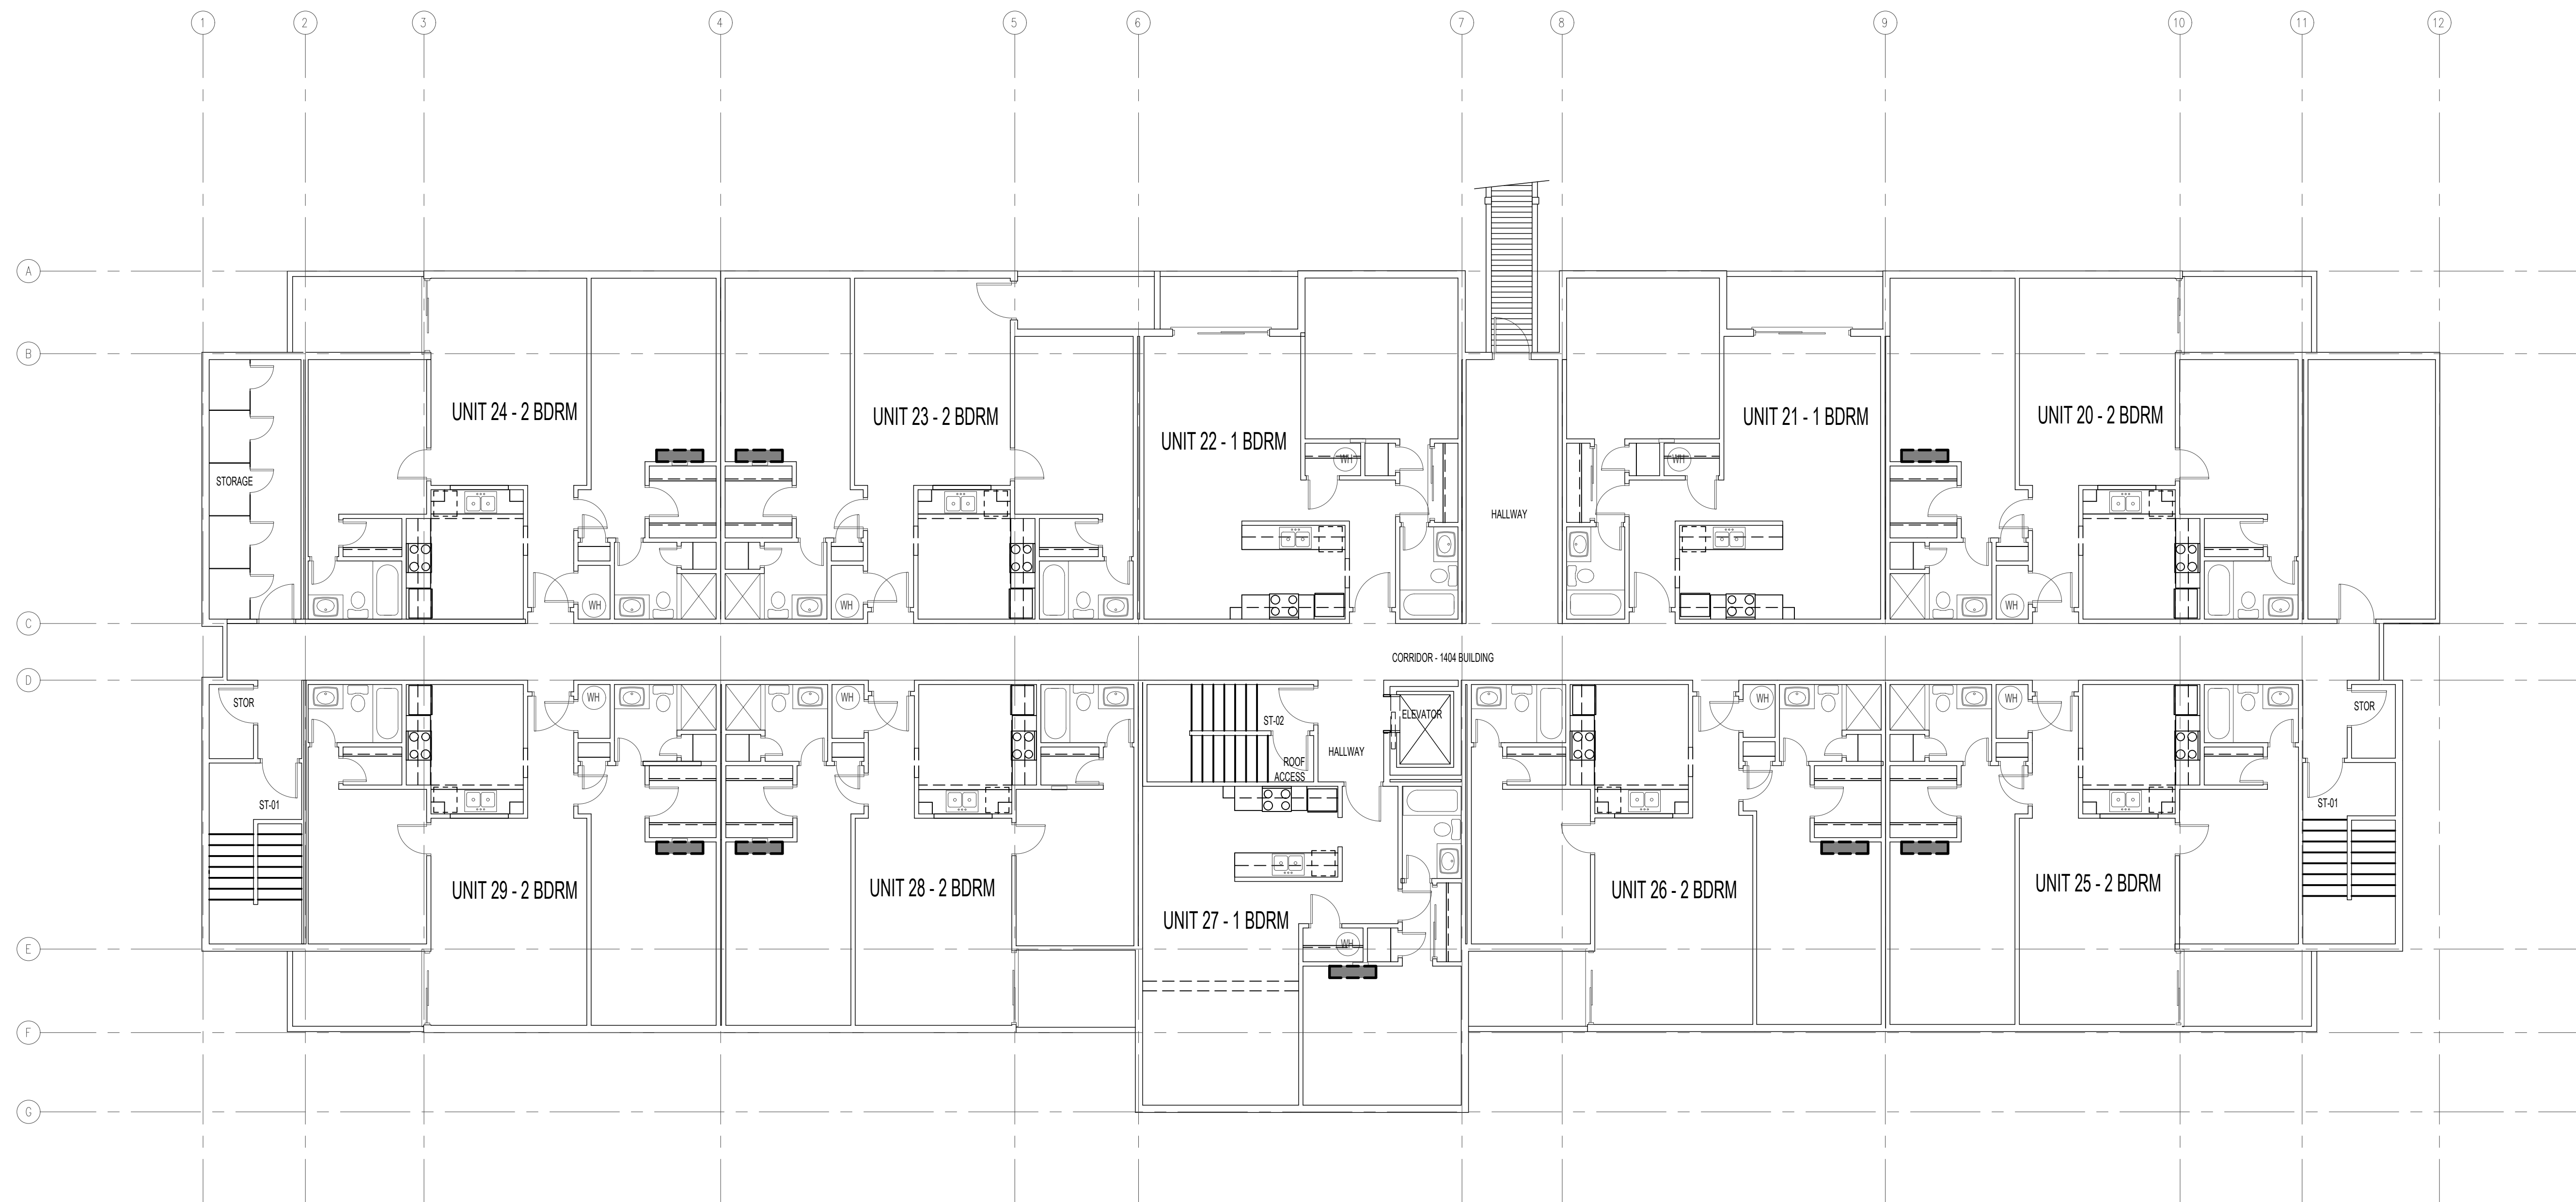 1 2 3 4 5 6 7 8 9 10 11 12
A
B
UNIT 24 - 2 BDRM
UNIT 23 - 2 BDRM
UNIT 22 - 1 BDRM
UNIT 21 - 1 BDRM
UNIT 20 - 2 BDRM
WH
WH
STORAGE
HALLWAY
WH
WH
WH
C
CORRIDOR - 1404 BUILDING
D
STOR
WH
WH
ST-02
ELEVATOR
WH
WH
STOR
HALLWAY
ROOF
ACCESS
ST-01
ST-01
UNIT 29 - 2 BDRM
UNIT 28 - 2 BDRM
UNIT 27 - 1 BDRM
UNIT 26 - 2 BDRM
UNIT 25 - 2 BDRM
WH
E
F
G